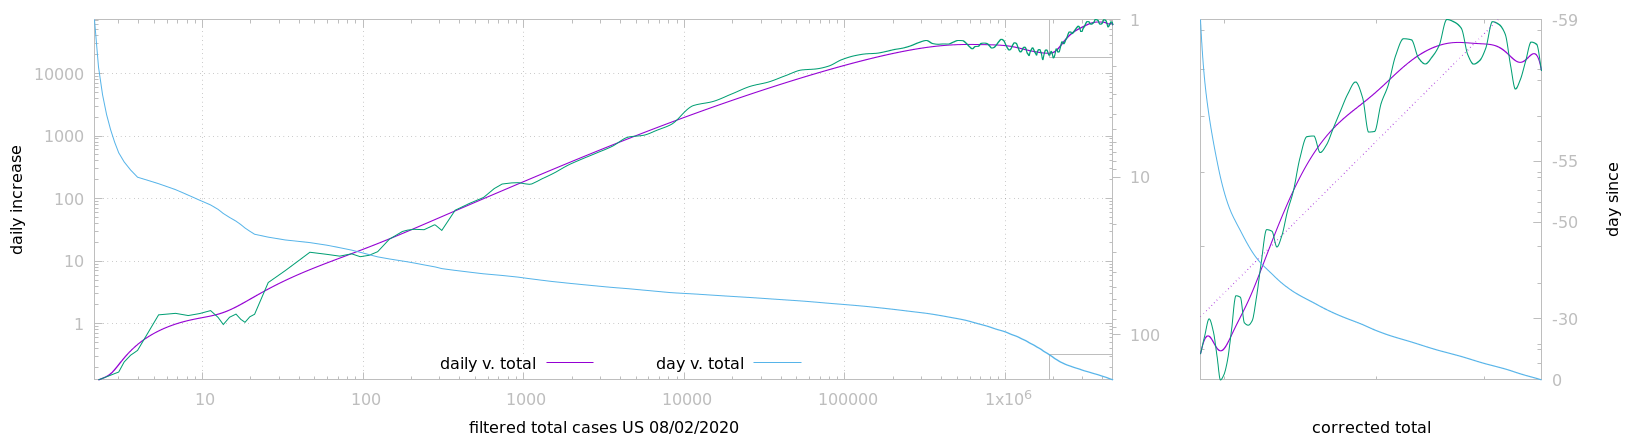 daily increase
10000
1000
100
10
1
10
100
1000
10000
100000
1x10⁶
filtered total cases US 08/02/2020
daily v. total
day v. total
1
10
100
-59
-55
-50
-30
0
day since
corrected total